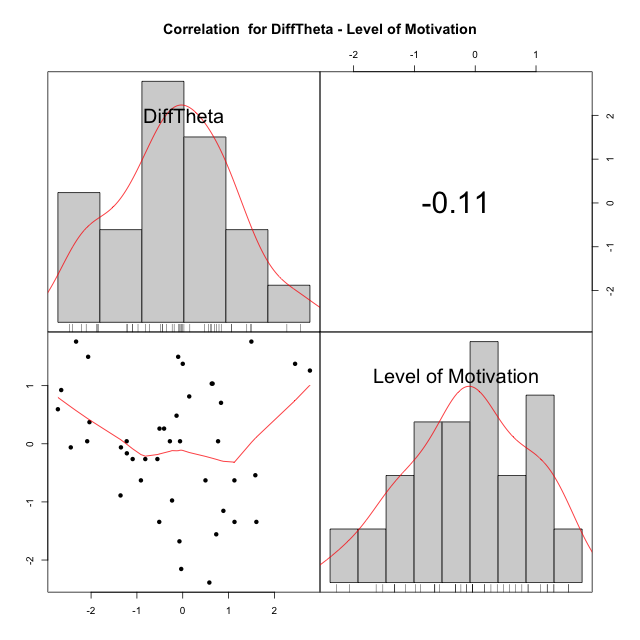 Correlation  for DiffTheta - Level of Motivation
-2 -1 0 1
DiffTheta
-0.11
2
1
0
-1
-2
Level of Motivation
1
0
-1
-2
-2 -1 0 1 2